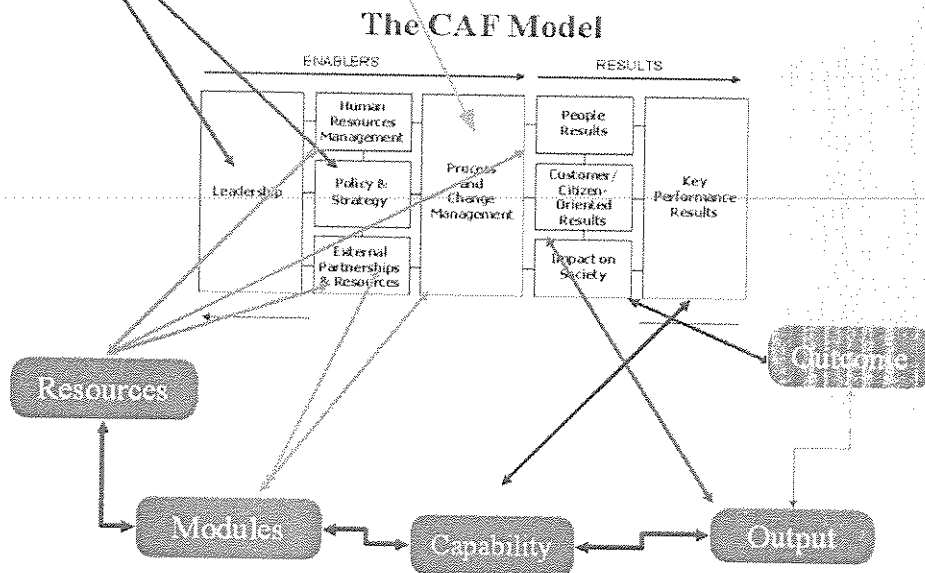 The CAF Model
ENABLERS
RESULTS
Leadership
Human
Resources
Management
Policy &
Strategy
External
Partnerships
& Resources
Process
and
Change
Management
People
Results
Customer/
Citizen-
Oriented
Results
Impact on
Society
Key
Performance
Results
Resources
Modules
Capability
Output
Outcome